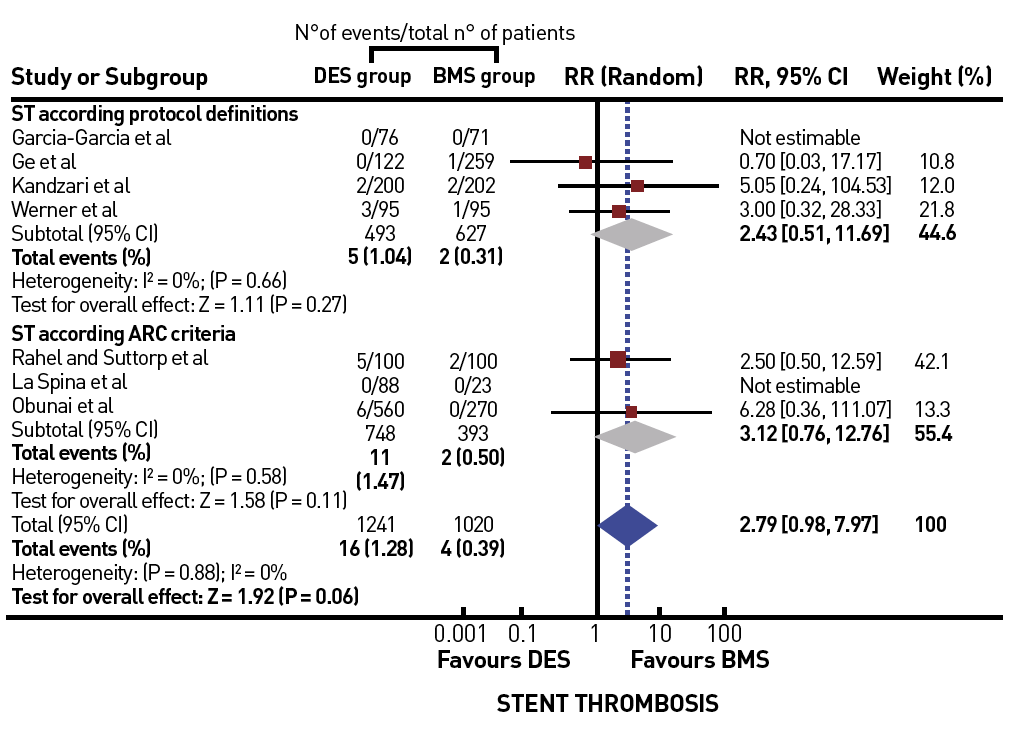 N°of events/total n° of patients
Study or Subgroup DES group BMS group RR (Random) RR, 95% CI Weight (%)
ST according protocol definitions
Garcia-Garcia et al 0/76 0/71 Not estimable
Ge et al 0/122 1/259 0.70 [0.03, 17.17] 10.8
Kandzari et al 2/200 2/202 5.05 [0.24, 104.53] 12.0
Werner et al 3/95 1/95 3.00 [0.32, 28.33] 21.8
Subtotal (95% CI) 493 627 2.43 [0.51, 11.69] 44.6
Total events (%) 5 (1.04) 2 (0.31)
Heterogeneity: I² = 0%; (P = 0.66)
Test for overall effect: Z = 1.11 (P = 0.27)
ST according ARC criteria
Rahel and Suttorp et al 5/100 2/100 2.50 [0.50, 12.59] 42.1
La Spina et al 0/88 0/23 Not estimable
Obunai et al 6/560 0/270 6.28 [0.36, 111.07] 13.3
Subtotal (95% CI) 748 393 3.12 [0.76, 12.76] 55.4
Total events (%) 11 2 (0.50)
Heterogeneity: I² = 0%; (P = 0.58) (1.47)
Test for overall effect: Z = 1.58 (P = 0.11)
Total (95% CI) 1241 1020 2.79 [0.98, 7.97] 100
Total events (%) 16 (1.28) 4 (0.39)
Heterogeneity: (P = 0.88); I² = 0%
Test for overall effect: Z = 1.92 (P = 0.06)
0.001 0.1 1 10 100
Favours DES Favours BMS
STENT THROMBOSIS